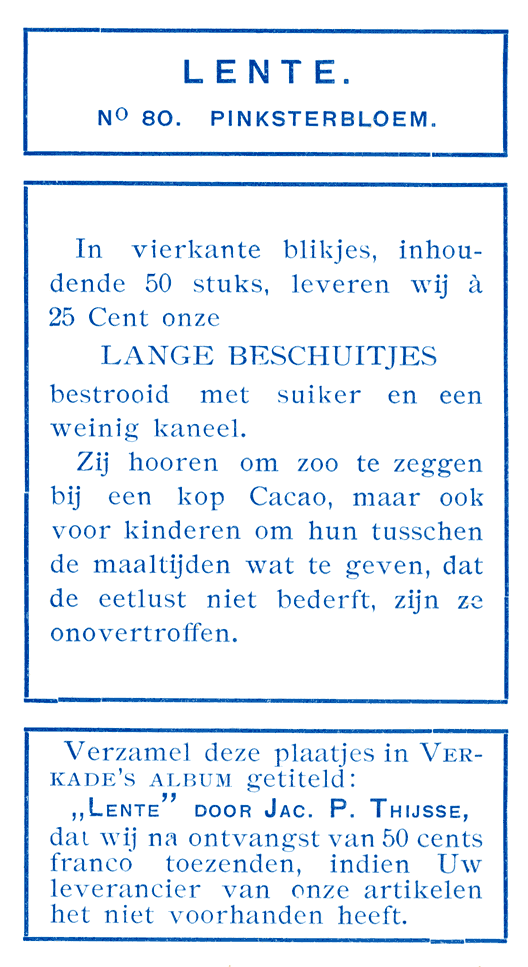 LENTE.
Nº 80. PINKSTERBLOEM.
In vierkante blikjes, inhou-
dende 50 stuks, leveren wij à
25 Cent onze
LANGE BESCHUITJES
bestrooid met suiker en een
weinig kaneel.
Zij hooren om zoo te zeggen
bij een kop Cacao, maar ook
voor kinderen om hun tusschen
de maaltijden wat te geven, dat
de eetlust niet bederft, zijn ze
onovertroffen.
Verzamel deze plaatjes in VER-
KADE'S ALBUM getiteld:
„LENTE” DOOR JAC. P. THIJSSE,
dat wij na ontvangst van 50 cents
franco toezenden, indien Uw
leverancier van onze artikelen
het niet voorhanden heeft.